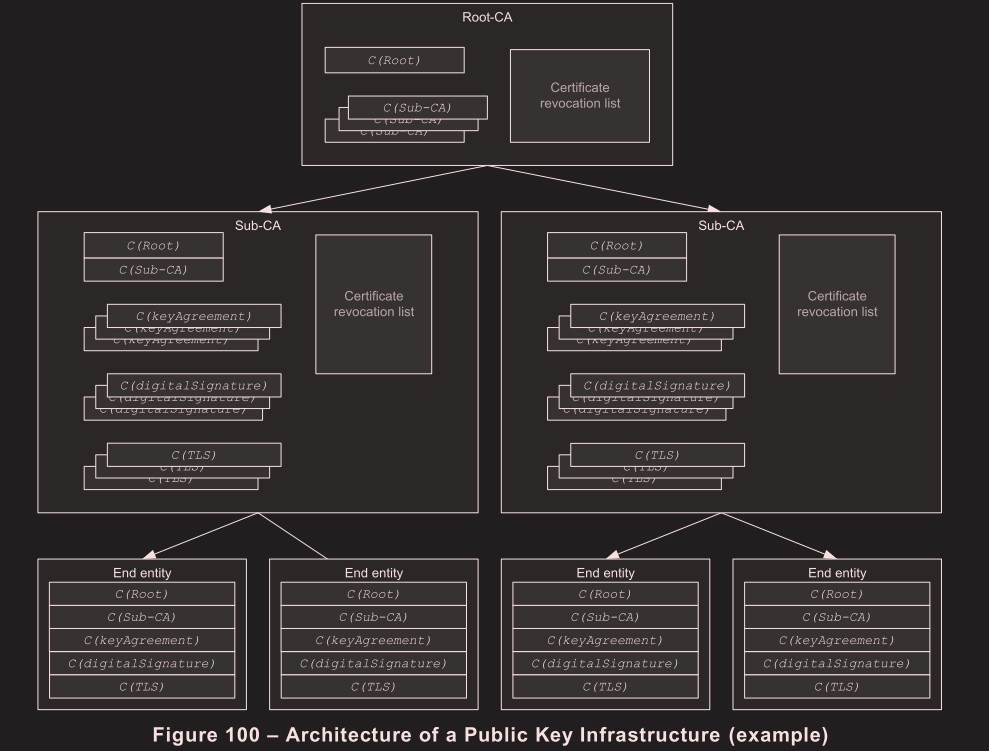 Root-CA
C(Root)
C(Sub-CA)
C(Sub-CA)
C(Sub-CA)
Certificate
revocation list
Sub-CA
C(Root)
C(Sub-CA)
C(keyAgreement)
C(keyAgreement)
C(keyAgreement)
C(digitalSignature)
C(digitalSignature)
C(digitalSignature)
C(TLS)
C(TLS)
C(TLS)
Certificate
revocation list
Sub-CA
C(Root)
C(Sub-CA)
C(keyAgreement)
C(keyAgreement)
C(keyAgreement)
C(digitalSignature)
C(digitalSignature)
C(digitalSignature)
C(TLS)
C(TLS)
C(TLS)
Certificate
revocation list
End entity
C(Root)
C(Sub-CA)
C(keyAgreement)
C(digitalSignature)
C(TLS)
End entity
C(Root)
C(Sub-CA)
C(keyAgreement)
C(digitalSignature)
C(TLS)
End entity
C(Root)
C(Sub-CA)
C(keyAgreement)
C(digitalSignature)
C(TLS)
End entity
C(Root)
C(Sub-CA)
C(keyAgreement)
C(digitalSignature)
C(TLS)
Figure 100 – Architecture of a Public Key Infrastructure (example)